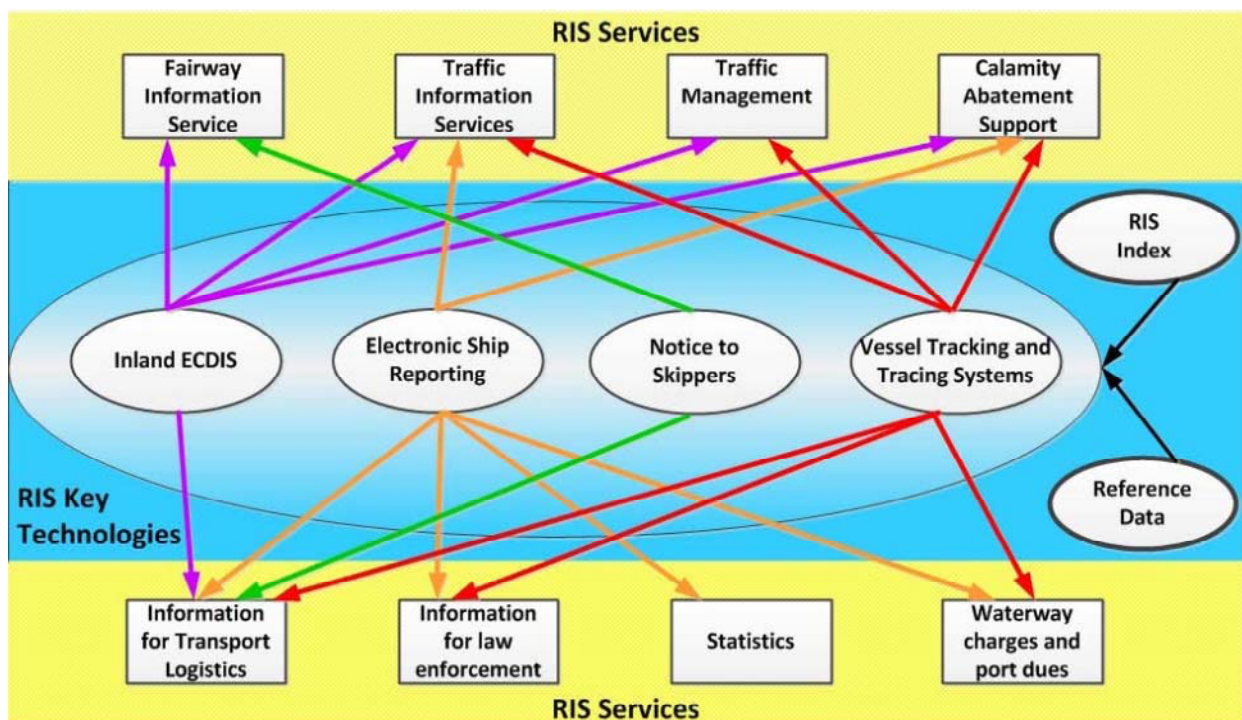 RIS Services
Fairway
Information
Service
Traffic
Information
Services
Traffic
Management
Calamity
Abatement
Support
RIS
Index
Inland ECDIS
Electronic Ship
Reporting
Notice to
Skippers
Vessel Tracking and
Tracing Systems
Reference
Data
RIS Key
Technologies
Information
for Transport
Logistics
Information
for law
enforcement
Statistics
Waterway
charges and
port dues
RIS Services